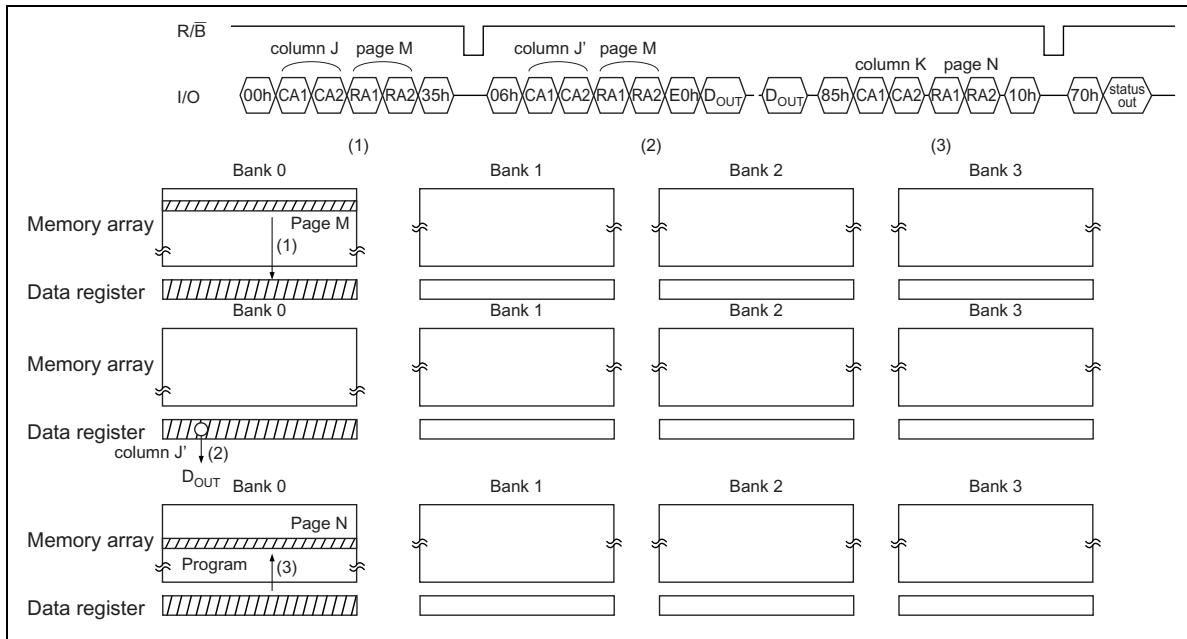 R/B̅
column J page M column J' page M column K page N
I/O 00h CA1 CA2 RA1 RA2 35h 06h CA1 CA2 RA1 RA2 E0h DOUT DOUT 85h CA1 CA2 RA1 RA2 10h 70h status out
(1) (2) (3)
Bank 0 Bank 1 Bank 2 Bank 3
Memory array Page M
(1)
Data register
Bank 0 Bank 1 Bank 2 Bank 3
Memory array
Data register
column J' (2)
DOUT
Bank 0 Bank 1 Bank 2 Bank 3
Page N
Memory array
Program (3)
Data register